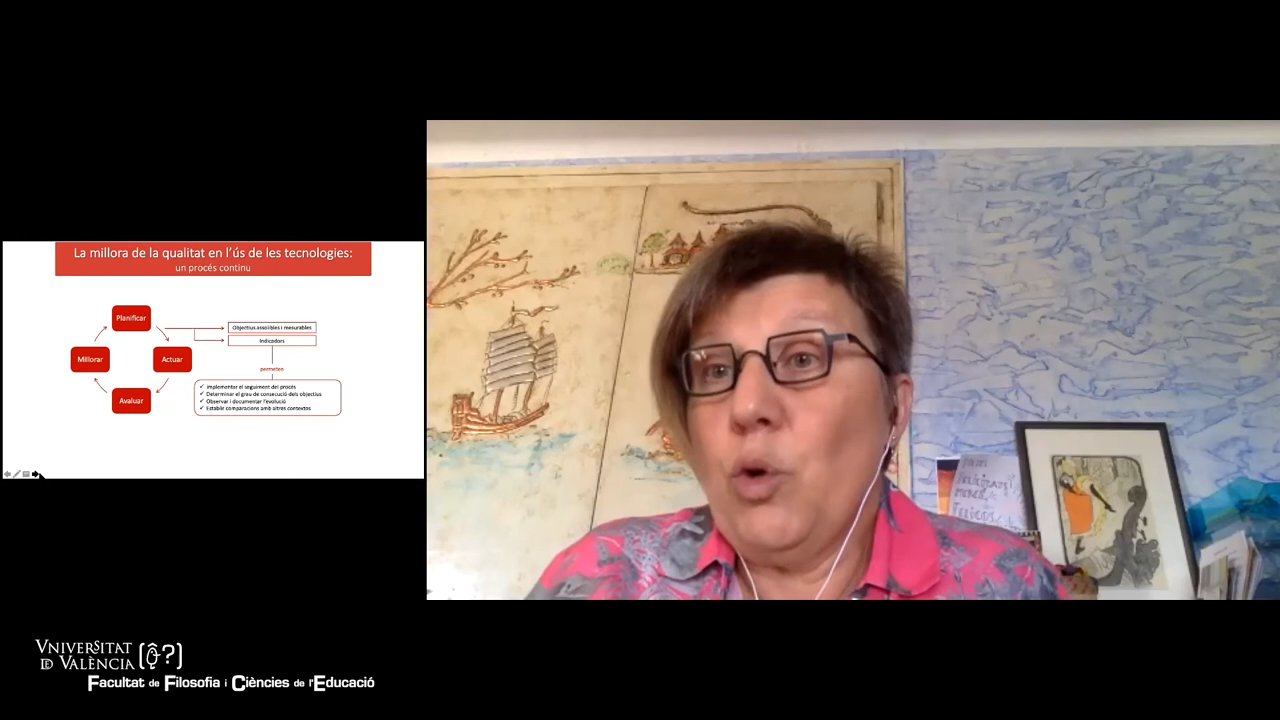 La millora de la qualitat en l'ús de les tecnologies:
un procés continu
Planificar
Millorar
Actuar
Avaluar
Objectius assolibles i mesurables
Indicadors
permeten
✓ Implementar el seguiment del procés
✓ Determinar el grau de consecució dels objectius
✓ Observar i documentar l'evolució
✓ Establir comparacions amb altres contextos
VNIVERSITAT
DE VALÈNCIA
Facultat de Filosofia i Ciències de l'Educació